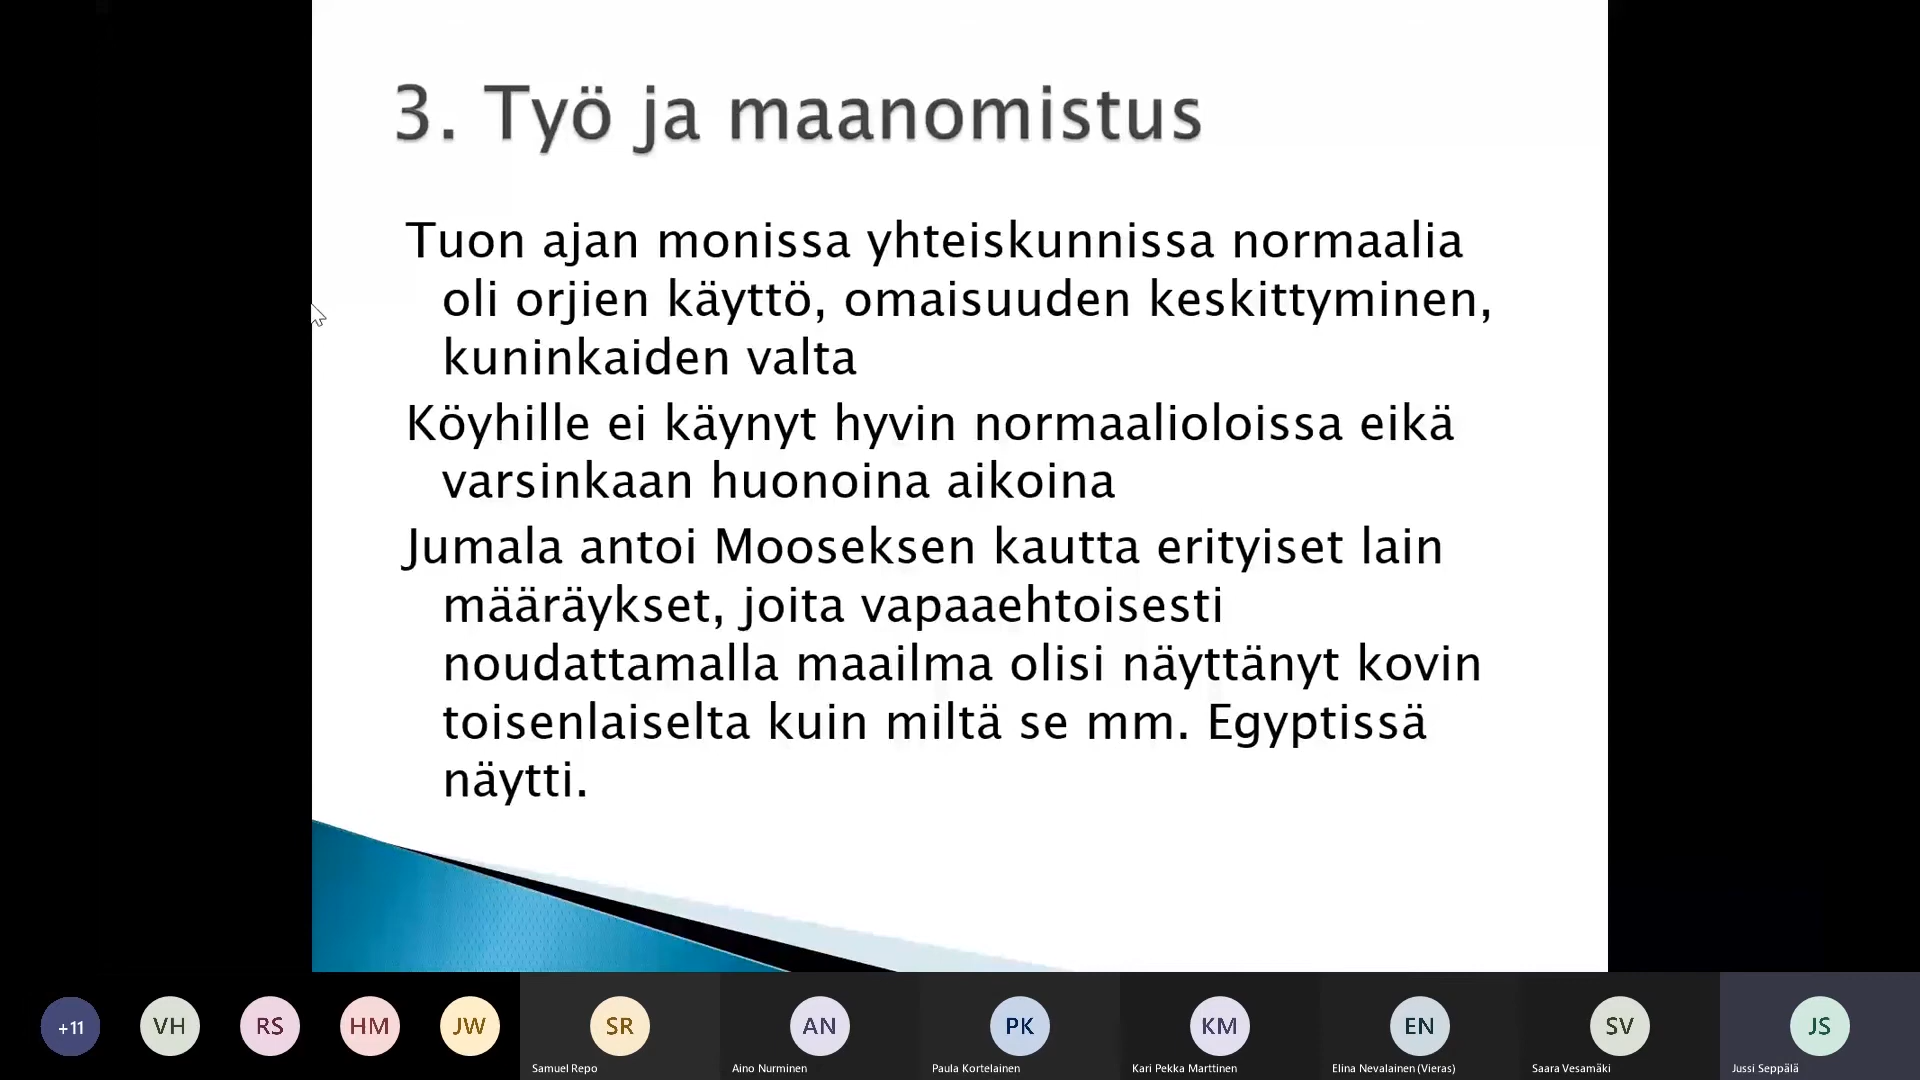 3. Työ ja maanomistus
Tuon ajan monissa yhteiskunnissa normaalia
oli orjien käyttö, omaisuuden keskittyminen,
kuninkaiden valta
Köyhille ei käynyt hyvin normaalioloissa eikä
varsinkaan huonoina aikoina
Jumala antoi Mooseksen kautta erityiset lain
määräykset, joita vapaaehtoisesti
noudattamalla maailma olisi näyttänyt kovin
toisenlaiselta kuin miltä se mm. Egyptissä
näytti.
+11 VH RS HM JW SR AN PK KM EN SV JS
Samuel Repo Aino Nurminen Paula Kortelainen Kari Pekka Marttinen Elina Nevalainen (Vieras) Saara Vesamäki Jussi Seppälä